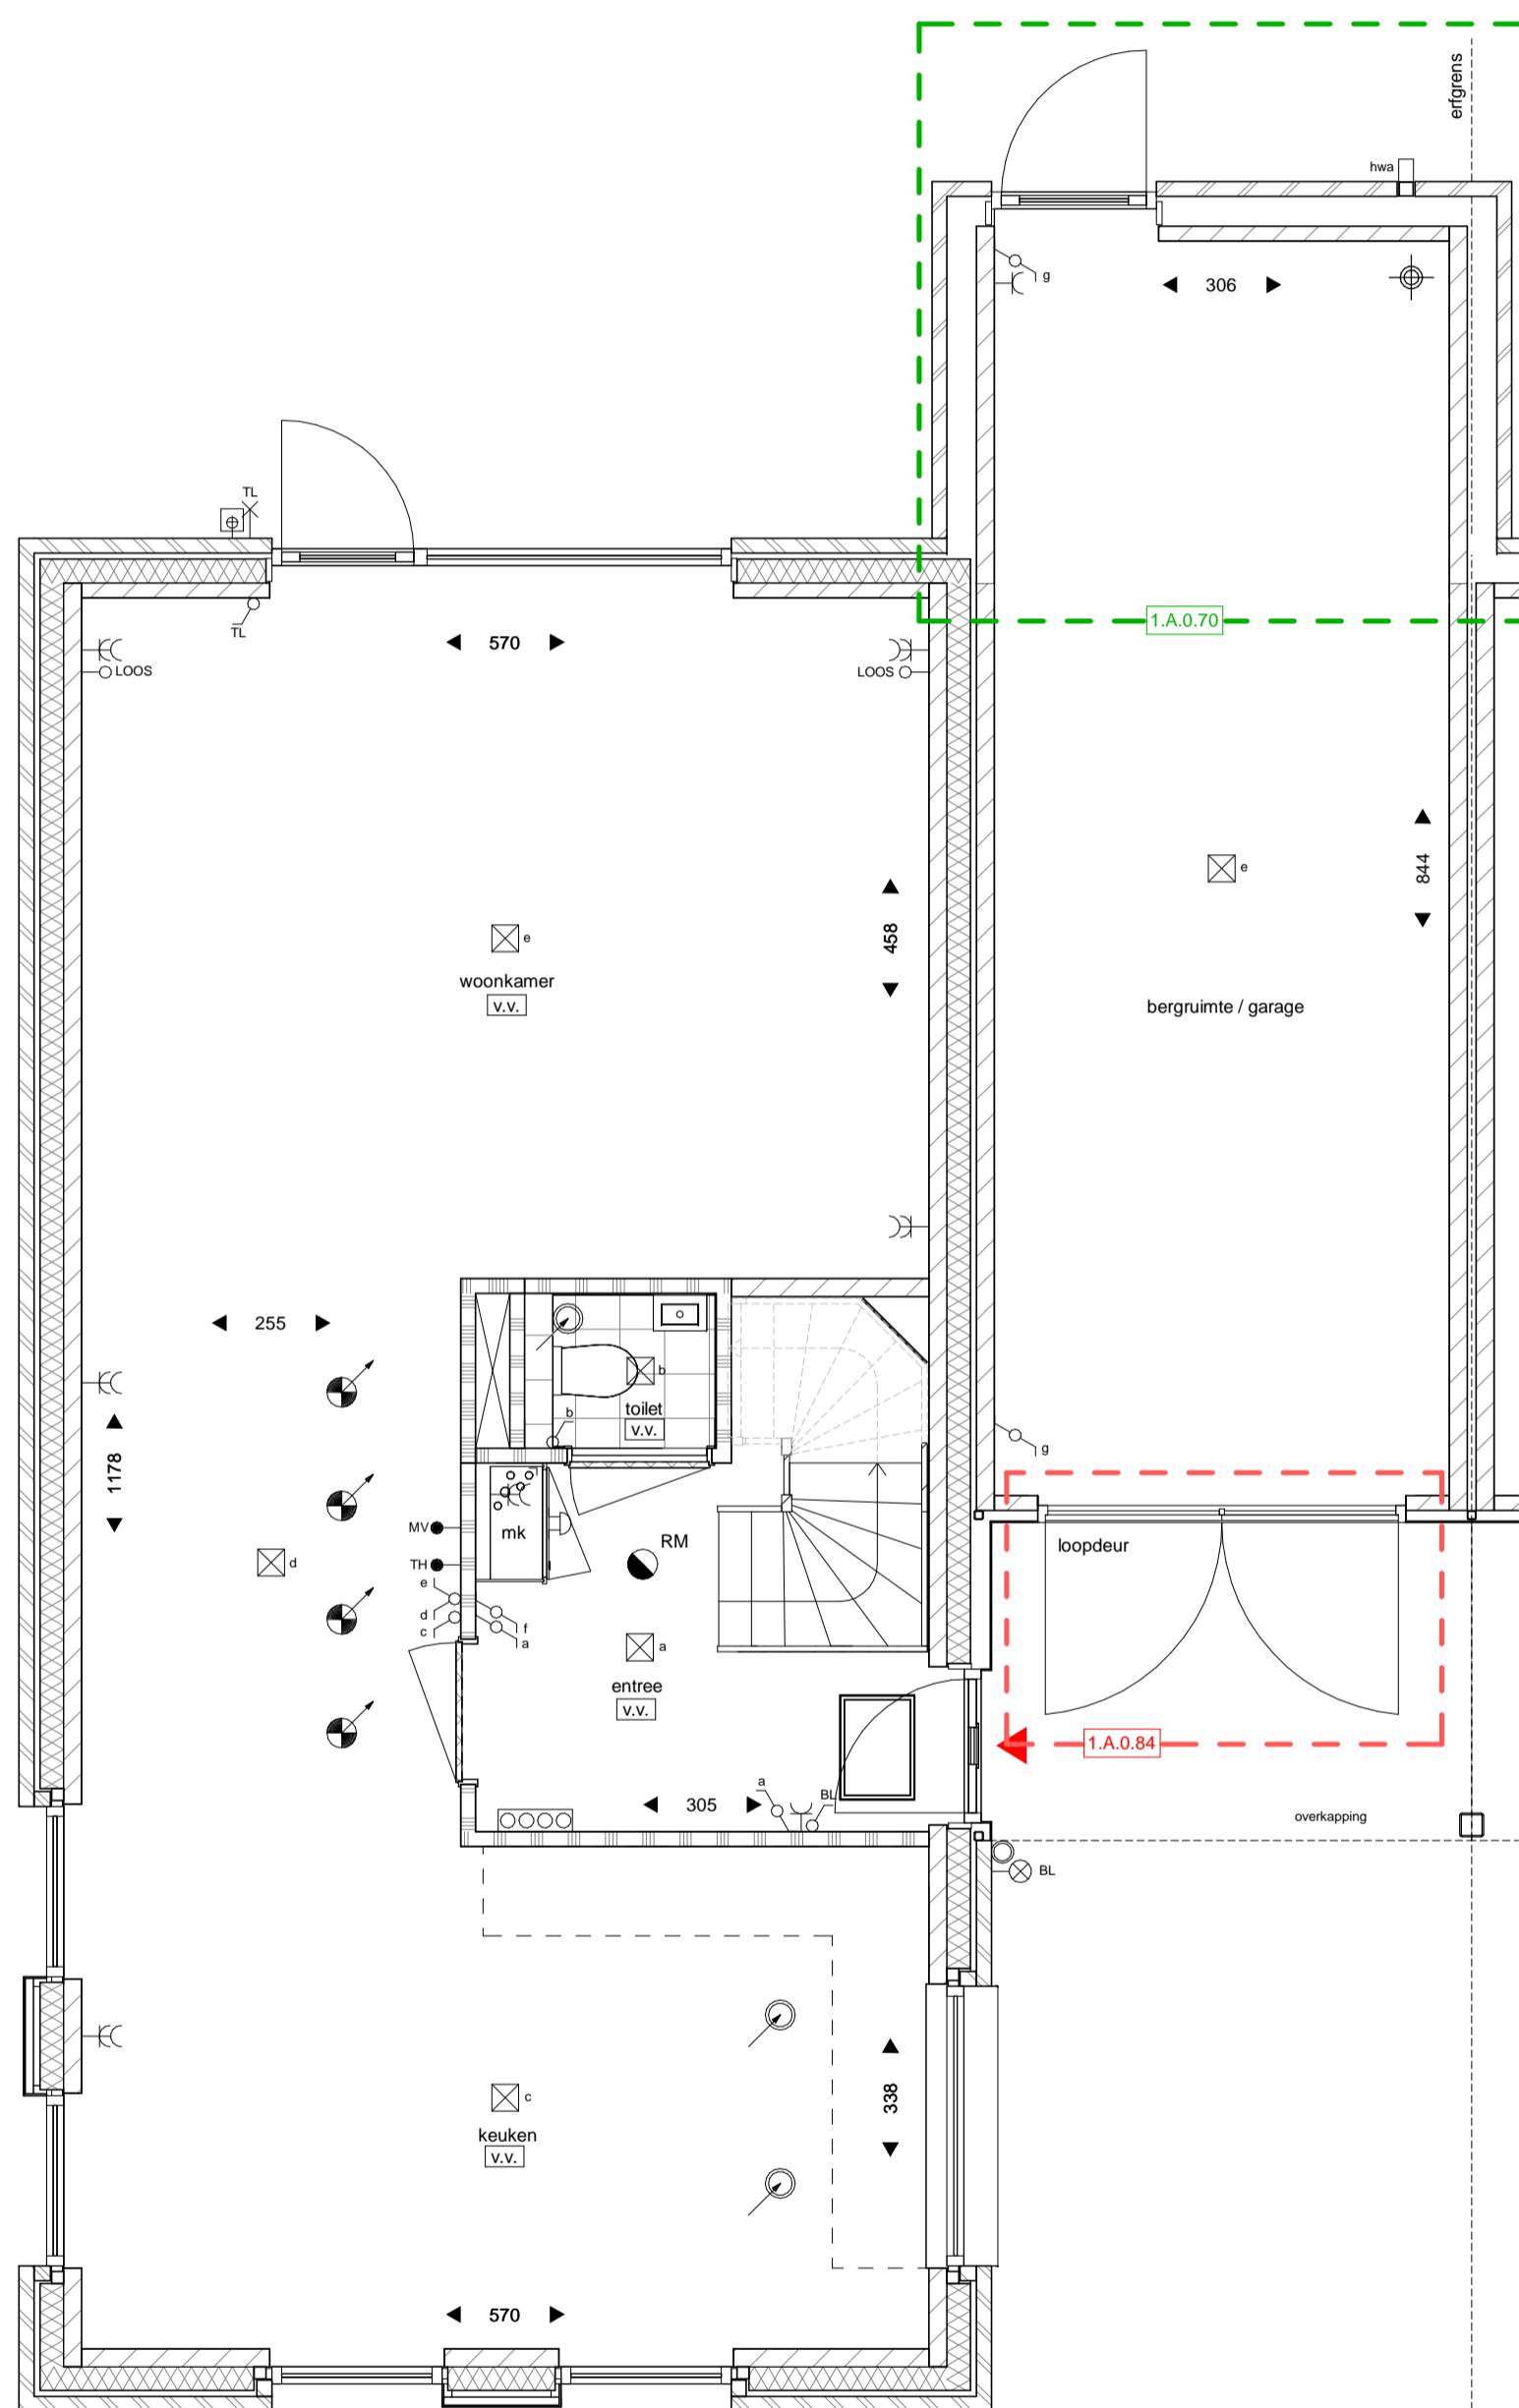 erfgrens
hwa
g
306
TL
TL
570
1.A.0.70
LOOS
LOOS
844
e
458
e
woonkamer
v.v.
bergruimte / garage
255
b
toilet
v.v.
b
g
1178
mk
MV
RM
loopdeur
TH
d
e
d
c
f
a
a
entree
v.v.
1.A.0.84
a
BL
305
overkapping
BL
338
c
keuken
v.v.
570